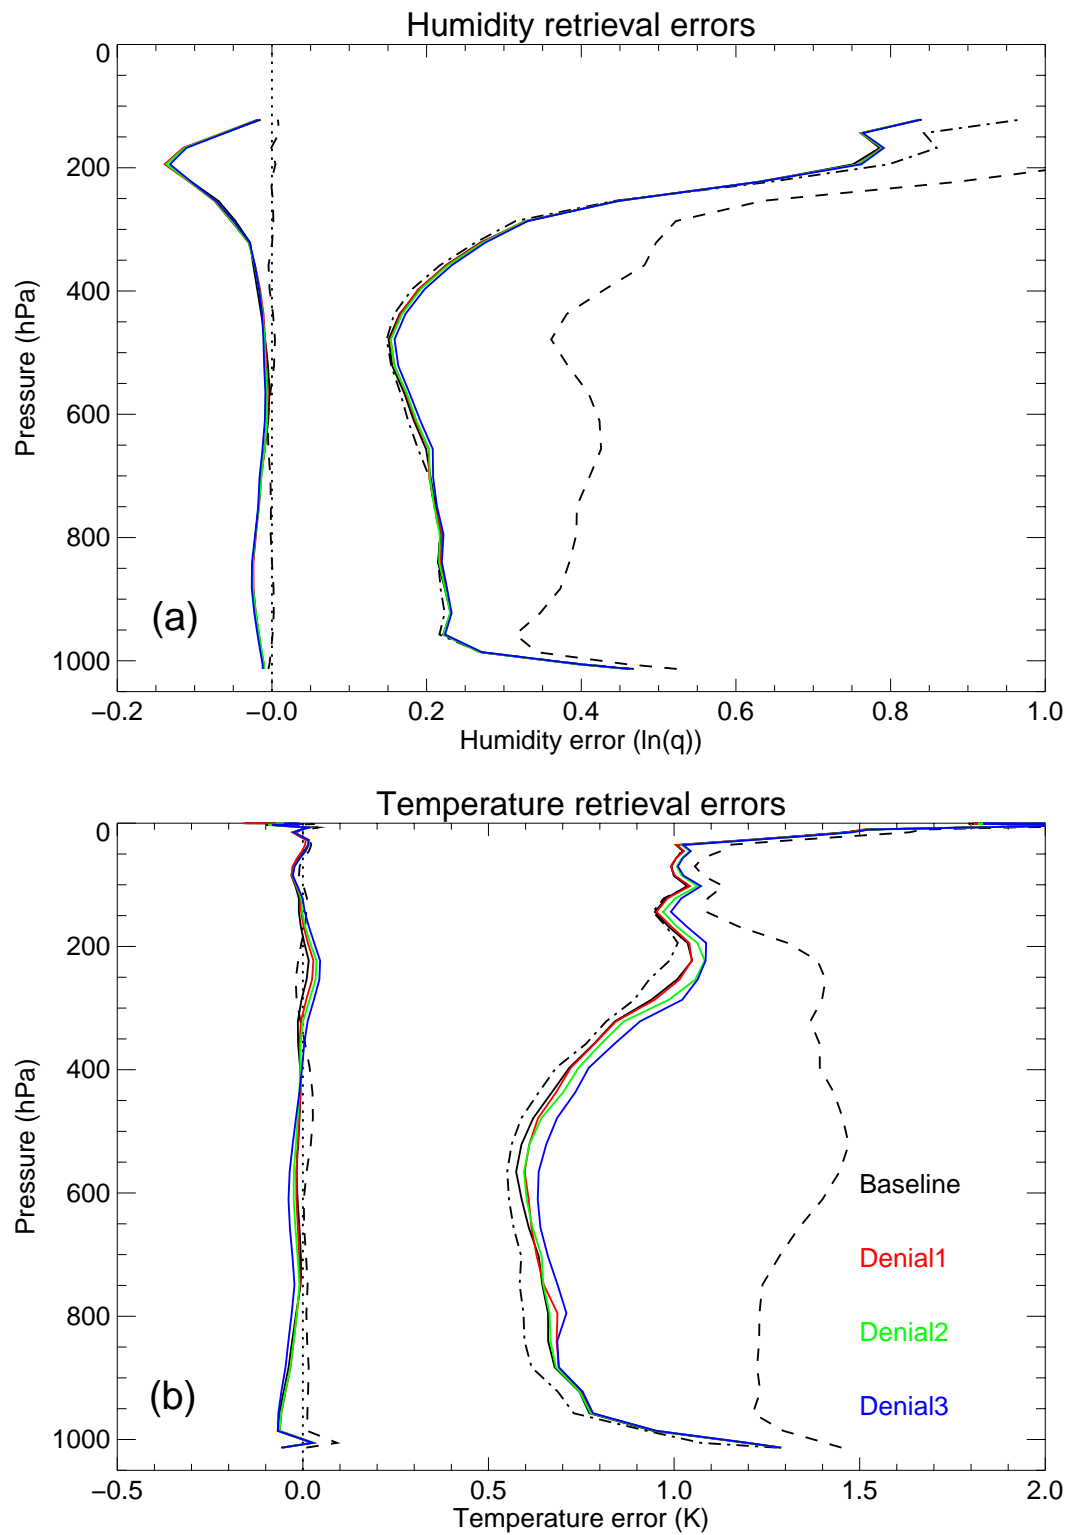 Humidity retrieval errors
0
200
400
600
800
1000
Pressure (hPa)
(a)
−0.2 −0.0 0.2 0.4 0.6 0.8 1.0
Humidity error (ln(q))
Temperature retrieval errors
0
200
400
600
800
1000
Pressure (hPa)
Baseline
Denial1
Denial2
Denial3
(b)
−0.5 0.0 0.5 1.0 1.5 2.0
Temperature error (K)